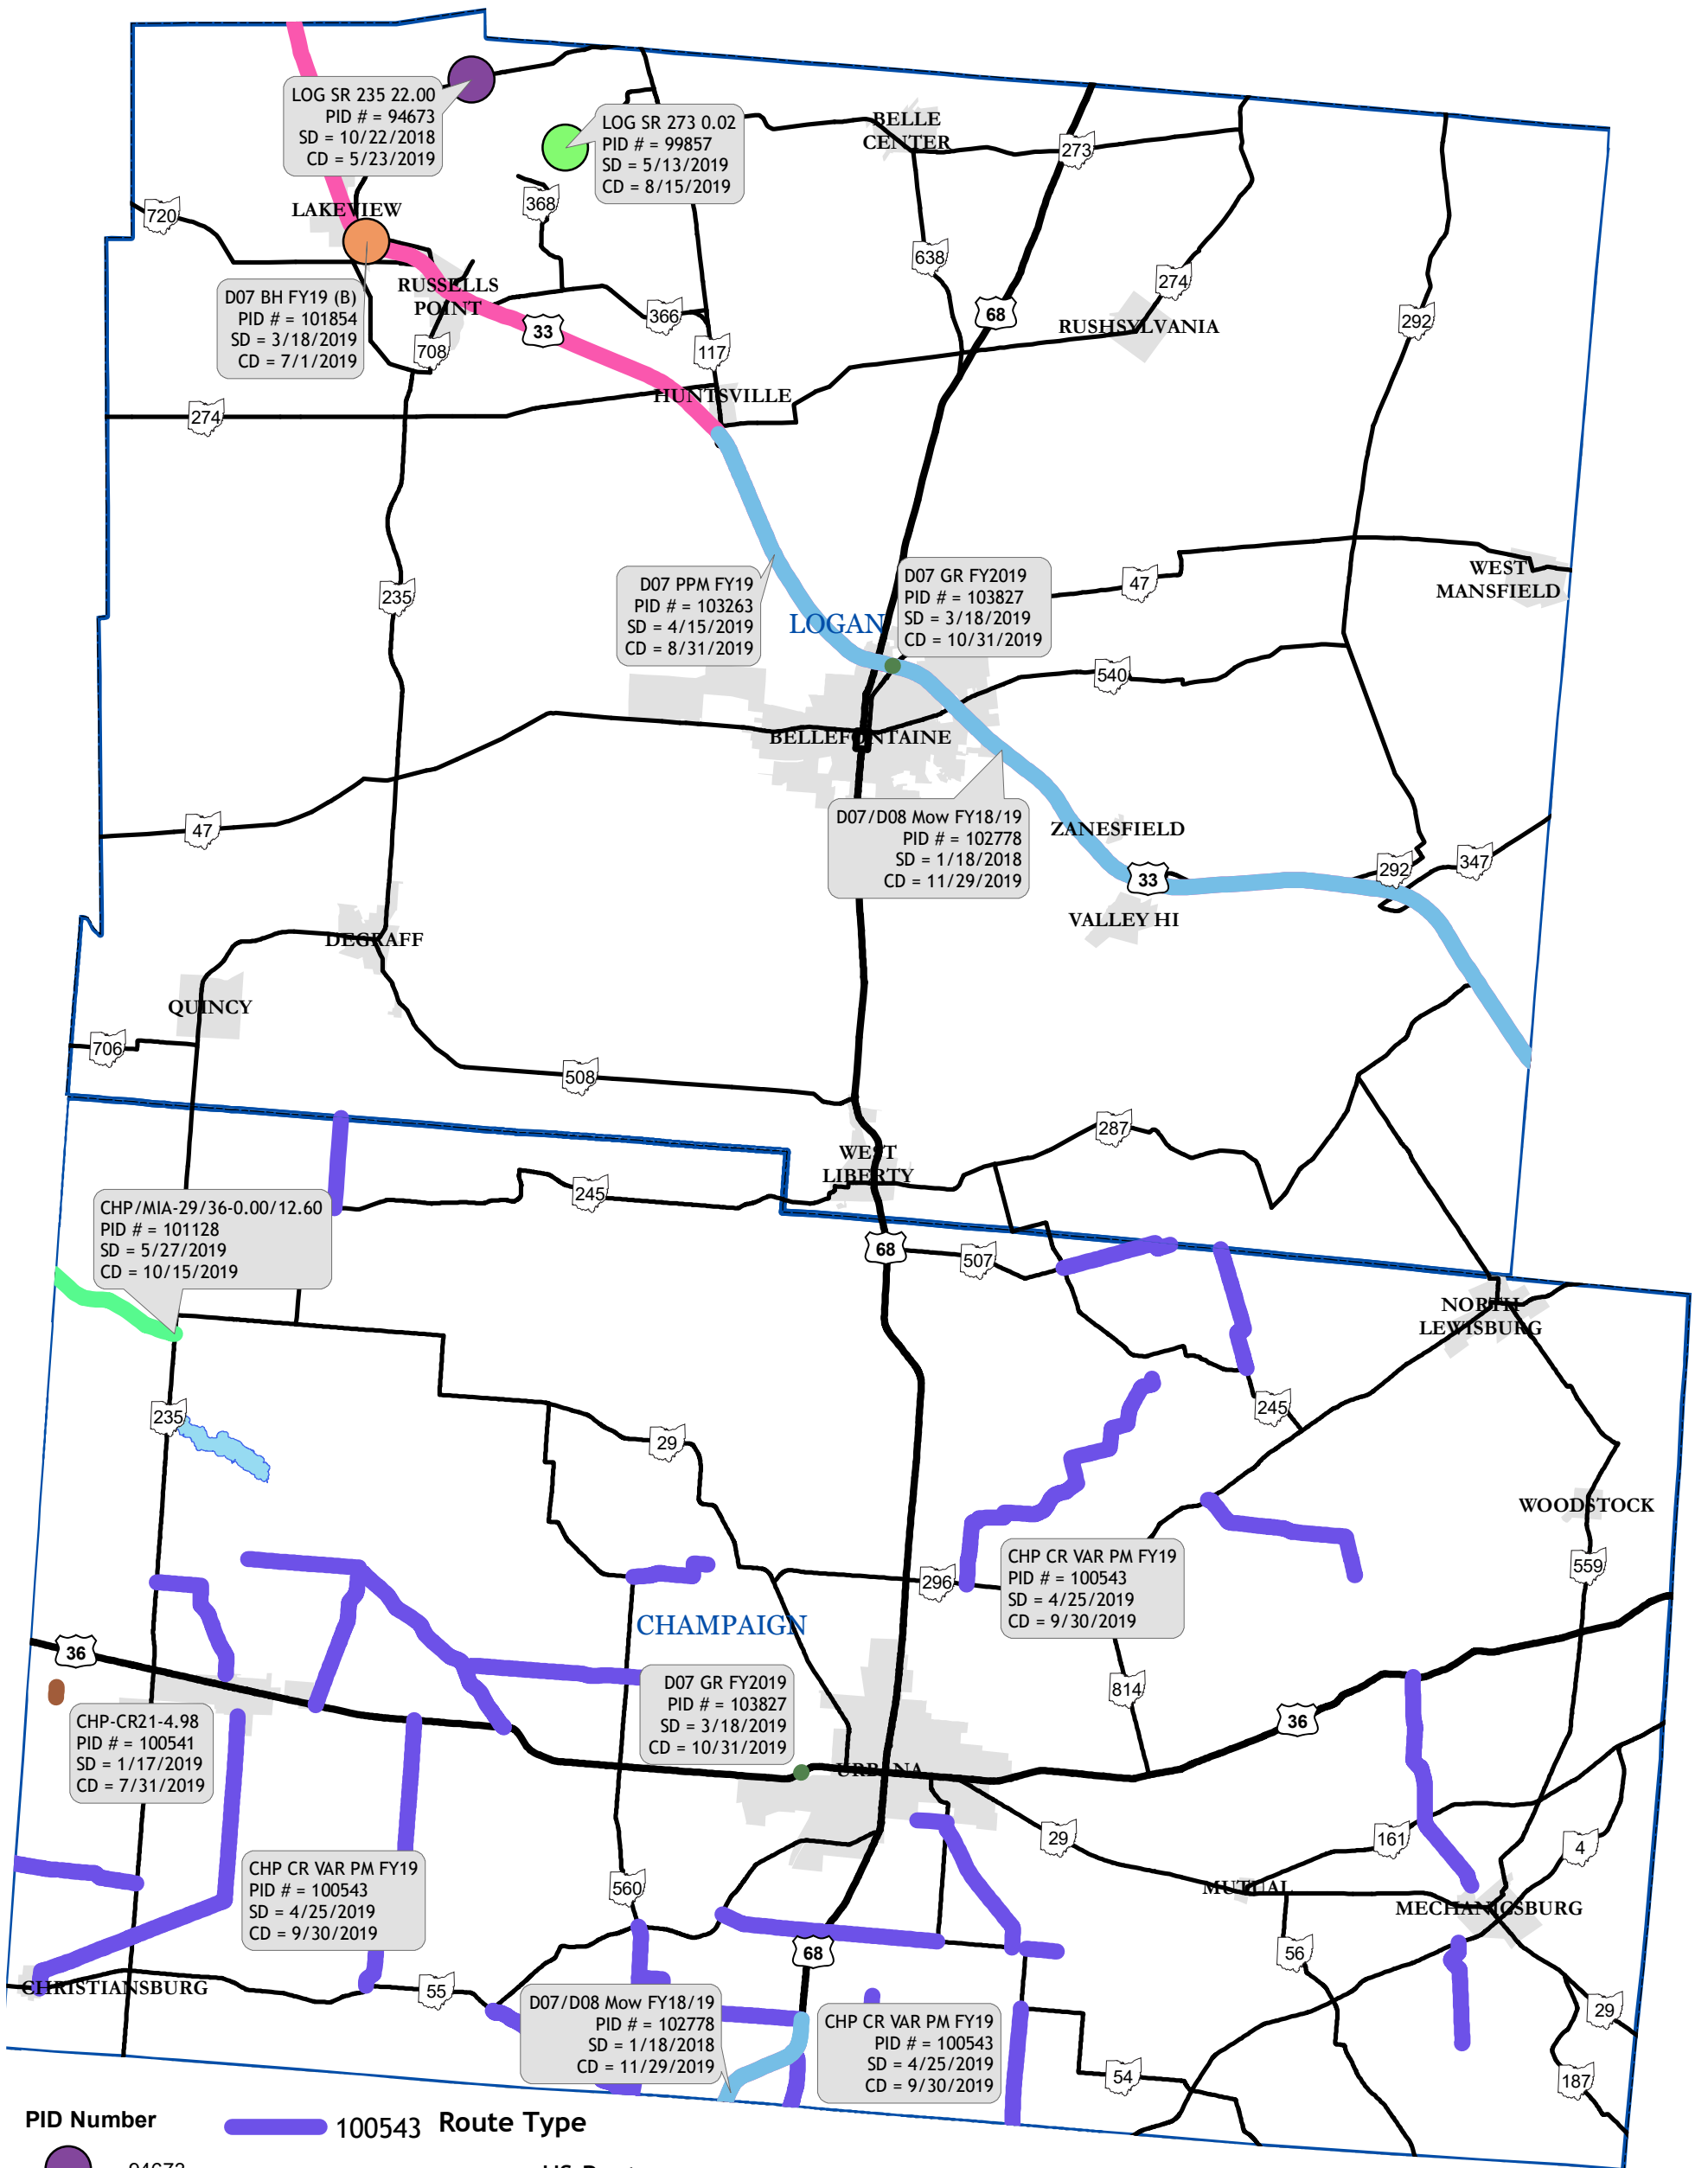 LOG SR 235 22.00
PID # = 94673
SD = 10/22/2018
CD = 5/23/2019
LOG SR 273 0.02
PID # = 99857
SD = 5/13/2019
CD = 8/15/2019
BELLE
CENTER
273
720
LAKEVIEW
368
638
274
68
292
RUSSELLS
POINT
D07 BH FY19 (B)
PID # = 101854
SD = 3/18/2019
CD = 7/1/2019
33
366
117
708
RUSHSYLVANIA
HUNTSVILLE
274
235
D07 PPM FY19
PID # = 103263
SD = 4/15/2019
CD = 8/31/2019
LOGAN
D07 GR FY2019
PID # = 103827
SD = 3/18/2019
CD = 10/31/2019
47
WEST
MANSFIELD
540
BELLEFONTAINE
47
D07/D08 Mow FY18/19
PID # = 102778
SD = 1/18/2018
CD = 11/29/2019
ZANESFIELD
33
292
347
VALLEY HI
DEGRAFF
QUINCY
706
508
287
WEST
LIBERTY
245
CHP/MIA-29/36-0.00/12.60
PID # = 101128
SD = 5/27/2019
CD = 10/15/2019
68
507
NORTH
LEWISBURG
235
29
245
WOODSTOCK
559
296
CHP CR VAR PM FY19
PID # = 100543
SD = 4/25/2019
CD = 9/30/2019
CHAMPAIGN
36
814
D07 GR FY2019
PID # = 103827
SD = 3/18/2019
CD = 10/31/2019
36
CHP-CR21-4.98
PID # = 100541
SD = 1/17/2019
CD = 7/31/2019
URBANA
29
161
4
CHP CR VAR PM FY19
PID # = 100543
SD = 4/25/2019
CD = 9/30/2019
560
MUTUAL
MECHANICSBURG
68
56
CHRISTIANSBURG
55
D07/D08 Mow FY18/19
PID # = 102778
SD = 1/18/2018
CD = 11/29/2019
CHP CR VAR PM FY19
PID # = 100543
SD = 4/25/2019
CD = 9/30/2019
29
54
187
PID Number
100543
Route Type